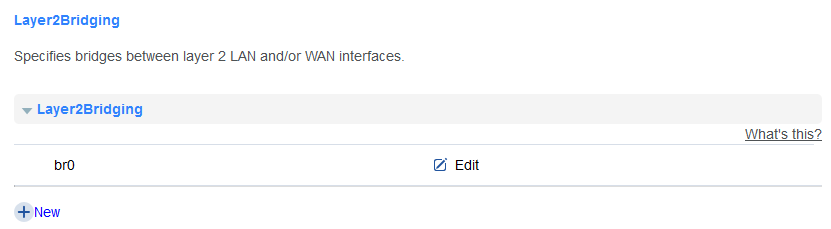 Layer2Bridging
Specifies bridges between layer 2 LAN and/or WAN interfaces.
Layer2Bridging
What's this?
br0 Edit
New